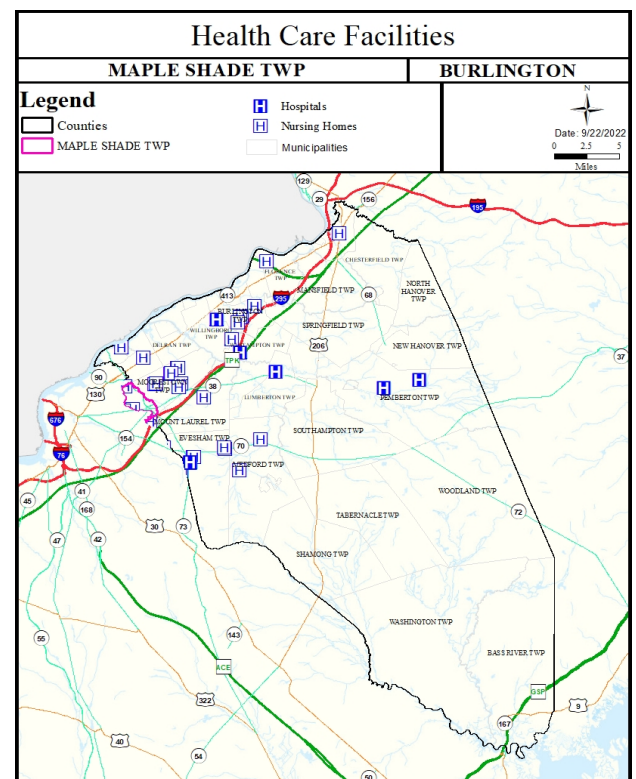 Health Care Facilities
MAPLE SHADE TWP
BURLINGTON
Legend
Counties
MAPLE SHADE TWP
H Hospitals
H Nursing Homes
Municipalities
N
Date: 9/22/2022
0 2.5 5
Miles
129
29
156
195
CHESTERFIELD TWP
FLORENCE
TWP
MANSFIELD TWP
NORTH
HANOVER
TWP
413
295
68
SPRINGFIELD TWP
WILLINGBORO
TWP
DELRAN TWP
206
NEW HANOVER TWP
TPK
37
90
130
38
LUMBERTON TWP
PEMBERTON TWP
MOUNT LAUREL TWP
676
154
EVESHAM TWP
70
SOUTHAMPTON TWP
76
MEDFORD TWP
WOODLAND TWP
45
41
168
30
73
72
TABERNACLE TWP
47
42
SHAMONG TWP
WASHINGTON TWP
55
143
BASS RIVER TWP
ACE
GSP
322
9
167
40
54
50